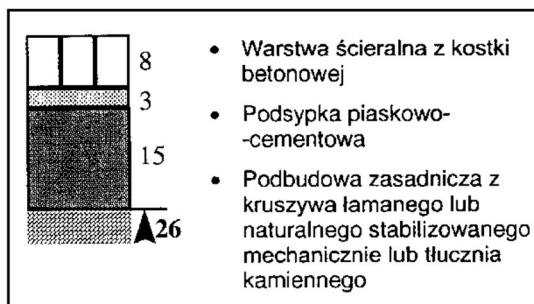 8
3
15
26
• Warstwa ścieralna z kostki
betonowej
• Podsypka piaskowo-
-cementowa
• Podbudowa zasadnicza z
kruszywa łamanego lub
naturalnego stabilizowanego
mechanicznie lub tłucznia
kamiennego